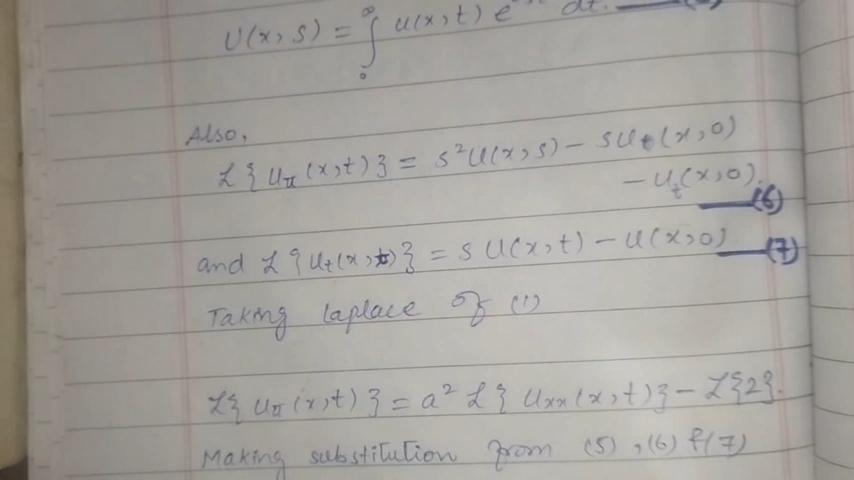 U(x,s) = ∫₀^∞ u(x,t) e dt.
Also,
ℒ{u_tt(x,t)} = s²U(x,s) − su(x,0)
− u_t(x,0). (6)
and ℒ{u_t(x,t)} = s U(x,t) − u(x,0) (7)
Taking laplace of (1)
ℒ{u_tt(x,t)} = a² ℒ{u_xx(x,t)} − ℒ{2}.
Making substitution from (5), (6) & (7)